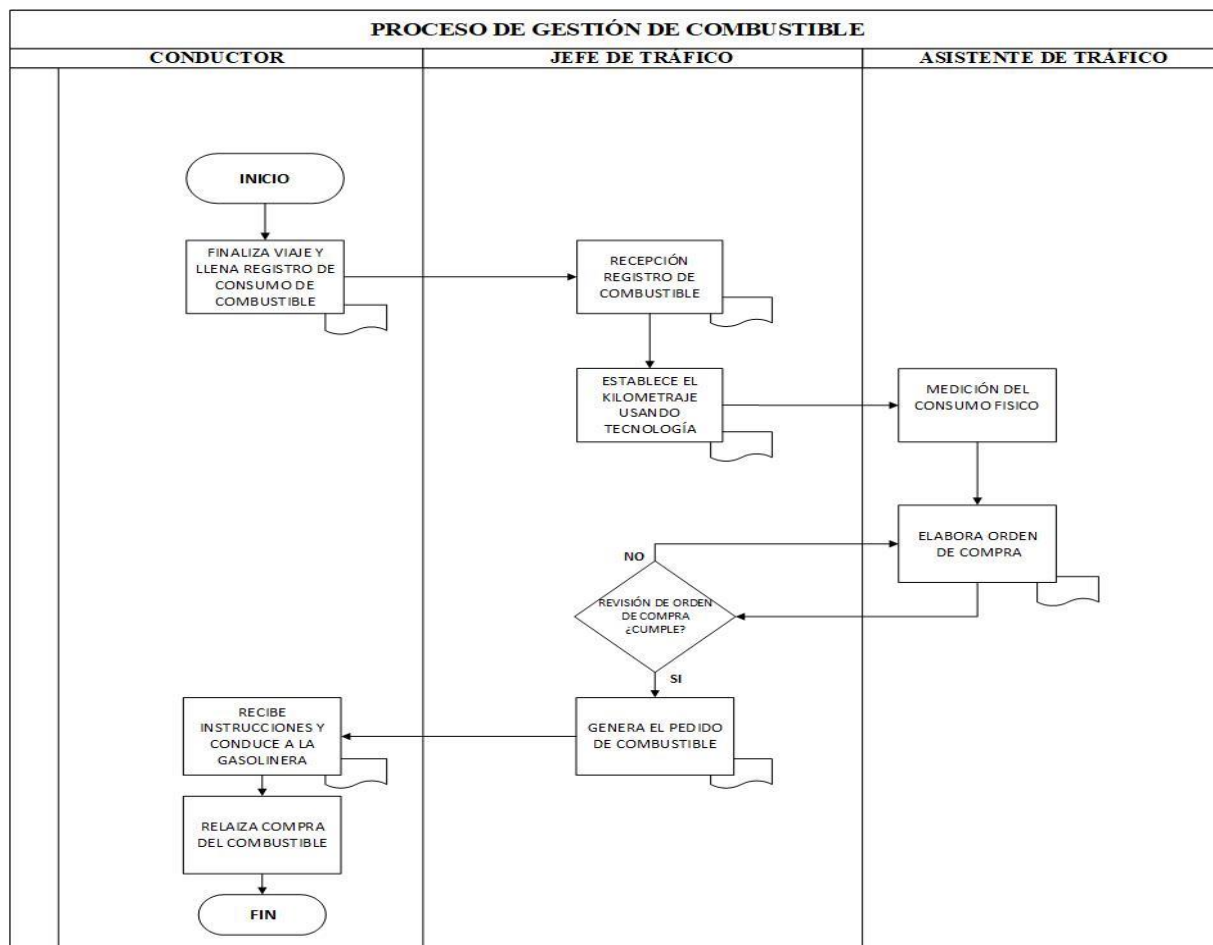 PROCESO DE GESTIÓN DE COMBUSTIBLE
CONDUCTOR
JEFE DE TRÁFICO
ASISTENTE DE TRÁFICO
INICIO
FINALIZA VIAJE Y
LLENA REGISTRO DE
CONSUMO DE
COMBUSTIBLE
RECEPCIÓN
REGISTRO DE
COMBUSTIBLE
ESTABLECE EL
KILOMETRAJE
USANDO
TECNOLOGÍA
MEDICIÓN DEL
CONSUMO FISICO
ELABORA ORDEN
DE COMPRA
NO
REVISIÓN DE ORDEN
DE COMPRA
¿CUMPLE?
SI
GENERA EL PEDIDO
DE COMBUSTIBLE
RECIBE
INSTRUCCIONES Y
CONDUCE A LA
GASOLINERA
RELAIZA COMPRA
DEL COMBUSTIBLE
FIN